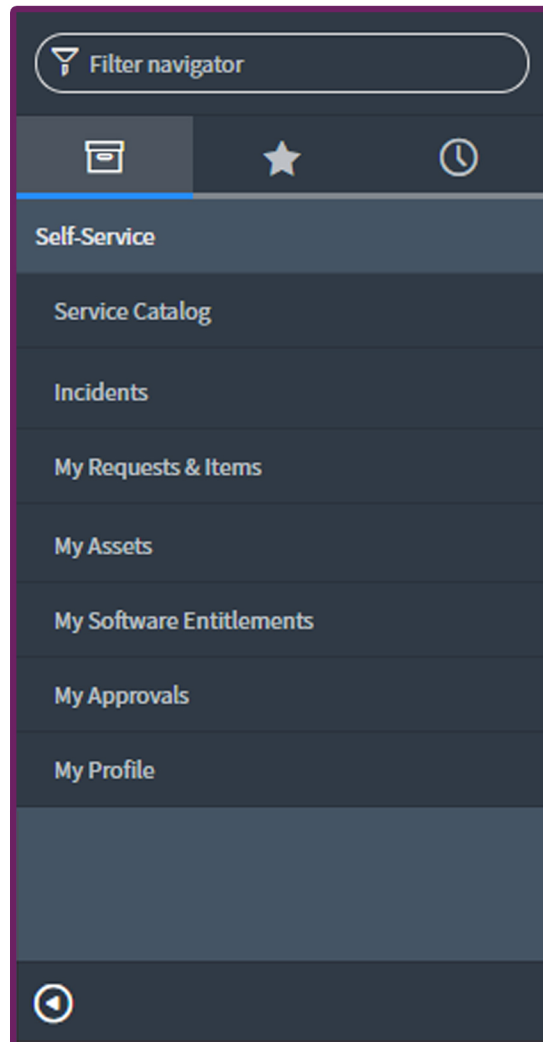 Filter navigator
Self-Service
Service Catalog
Incidents
My Requests & Items
My Assets
My Software Entitlements
My Approvals
My Profile